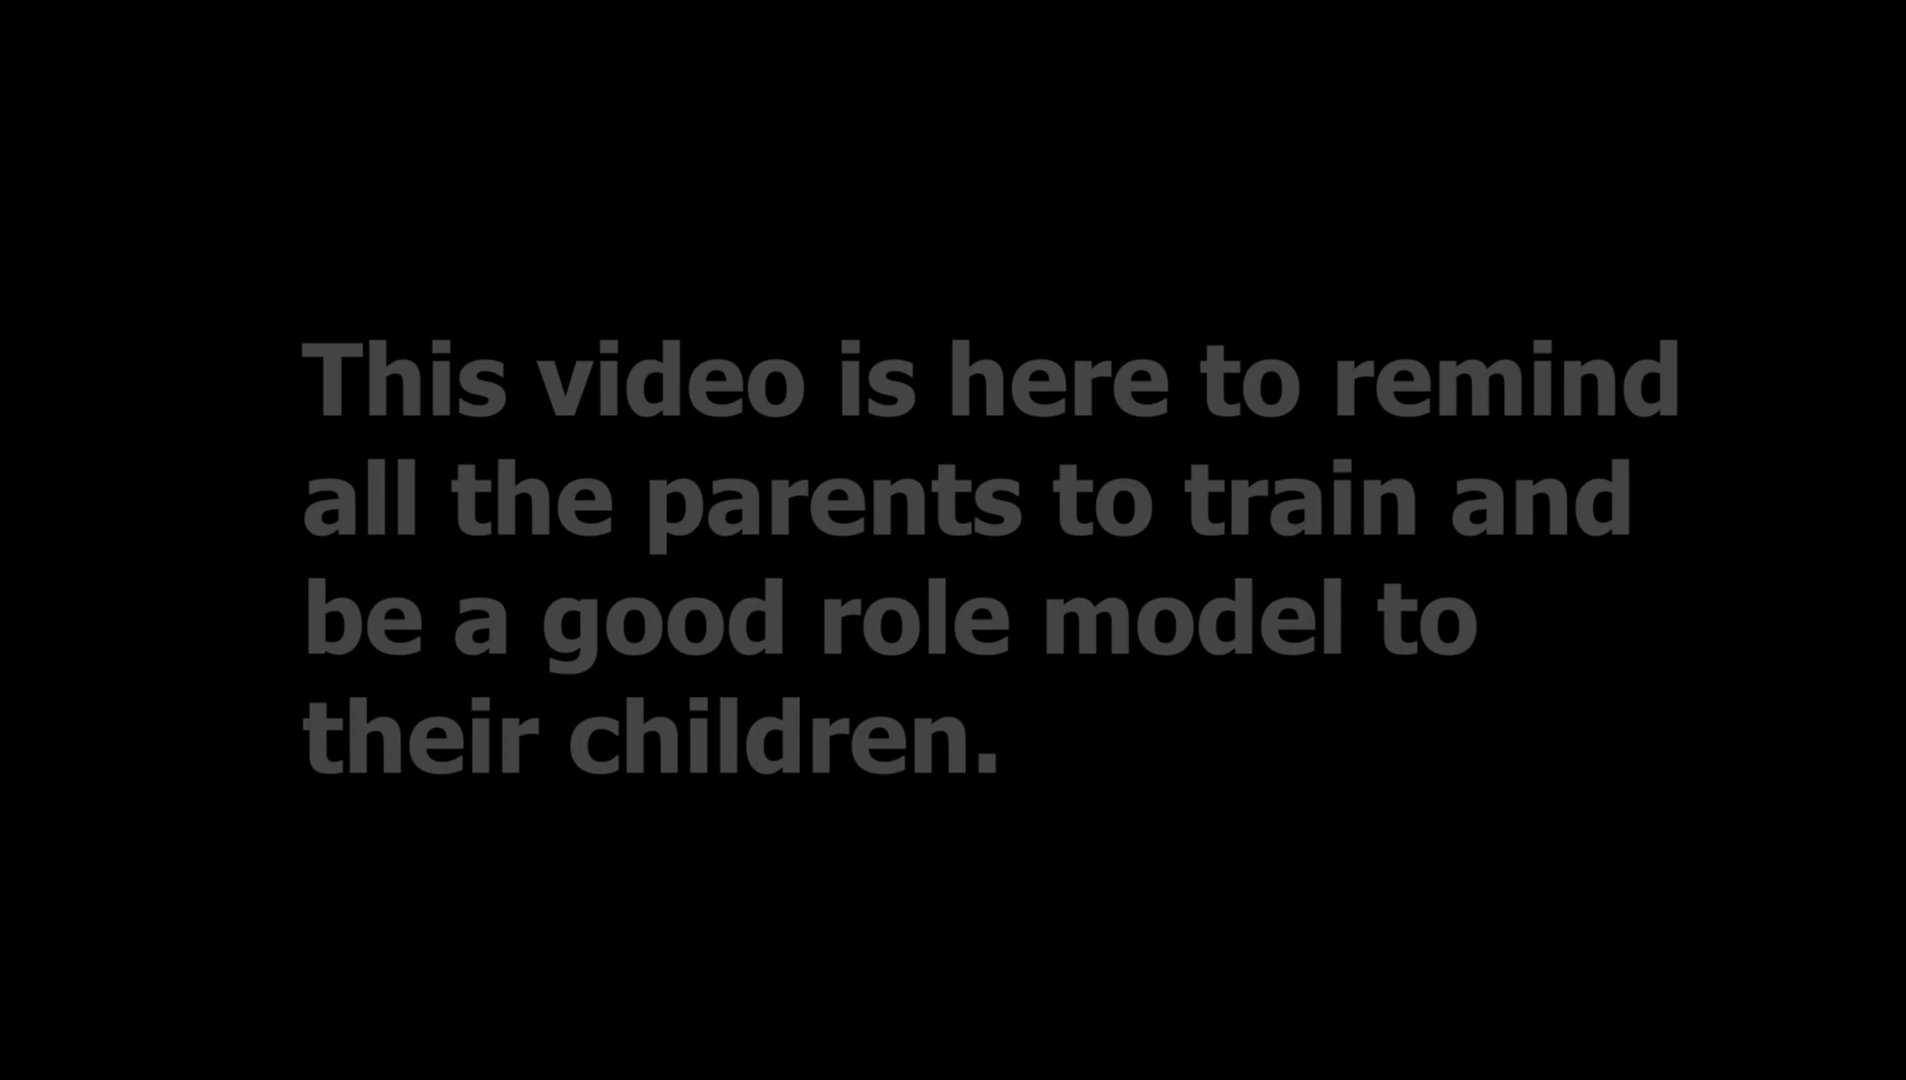 This video is here to remind
all the parents to train and
be a good role model to
their children.